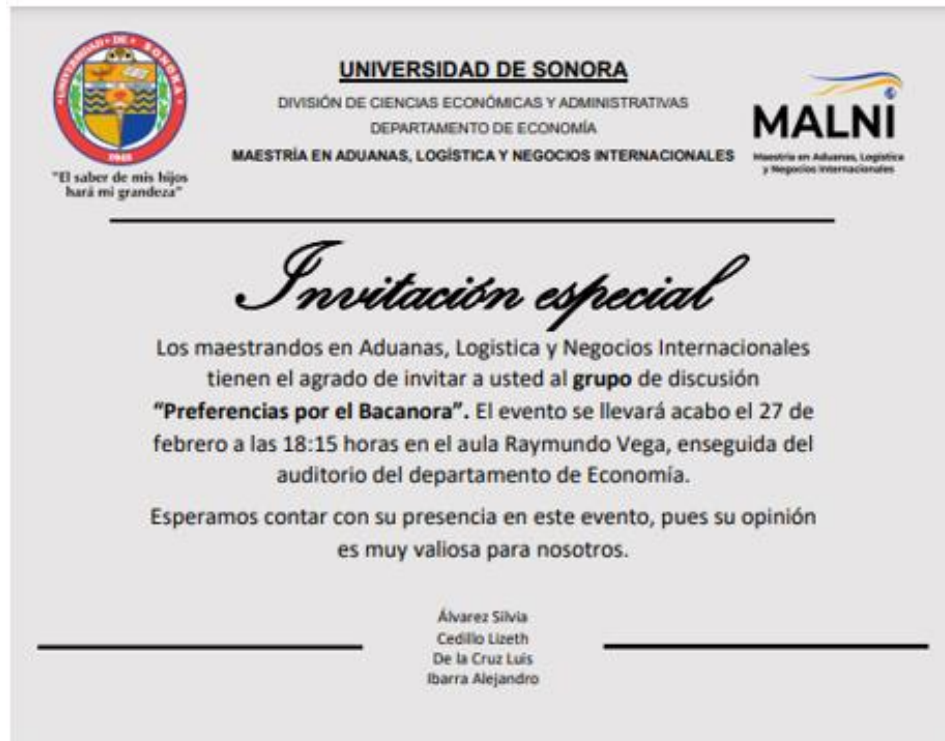 UNIVERSIDAD DE SONORA
DIVISIÓN DE CIENCIAS ECONÓMICAS Y ADMINISTRATIVAS
DEPARTAMENTO DE ECONOMÍA
MAESTRÍA EN ADUANAS, LOGÍSTICA Y NEGOCIOS INTERNACIONALES
UNIVERSIDAD • DE • SONORA
1942
"El saber de mis hijos
hará mi grandeza"
MALNI
Maestría en Aduanas, Logística
y Negocios Internacionales
Invitación especial
Los maestrandos en Aduanas, Logistica y Negocios Internacionales
tienen el agrado de invitar a usted al grupo de discusión
“Preferencias por el Bacanora”. El evento se llevará acabo el 27 de
febrero a las 18:15 horas en el aula Raymundo Vega, enseguida del
auditorio del departamento de Economía.
Esperamos contar con su presencia en este evento, pues su opinión
es muy valiosa para nosotros.
Álvarez Silvia
Cedillo Lizeth
De la Cruz Luis
Ibarra Alejandro